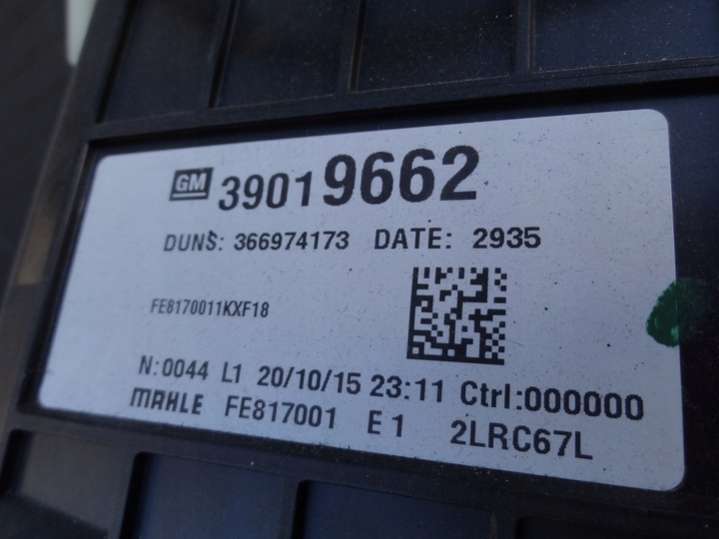 GM 39019662
DUNS: 366974173 DATE: 2935
FE8170011KXF18
N:0044 L1 20/10/15 23:11 Ctrl:000000
MAHLE FE817001 E1 2LRC67L